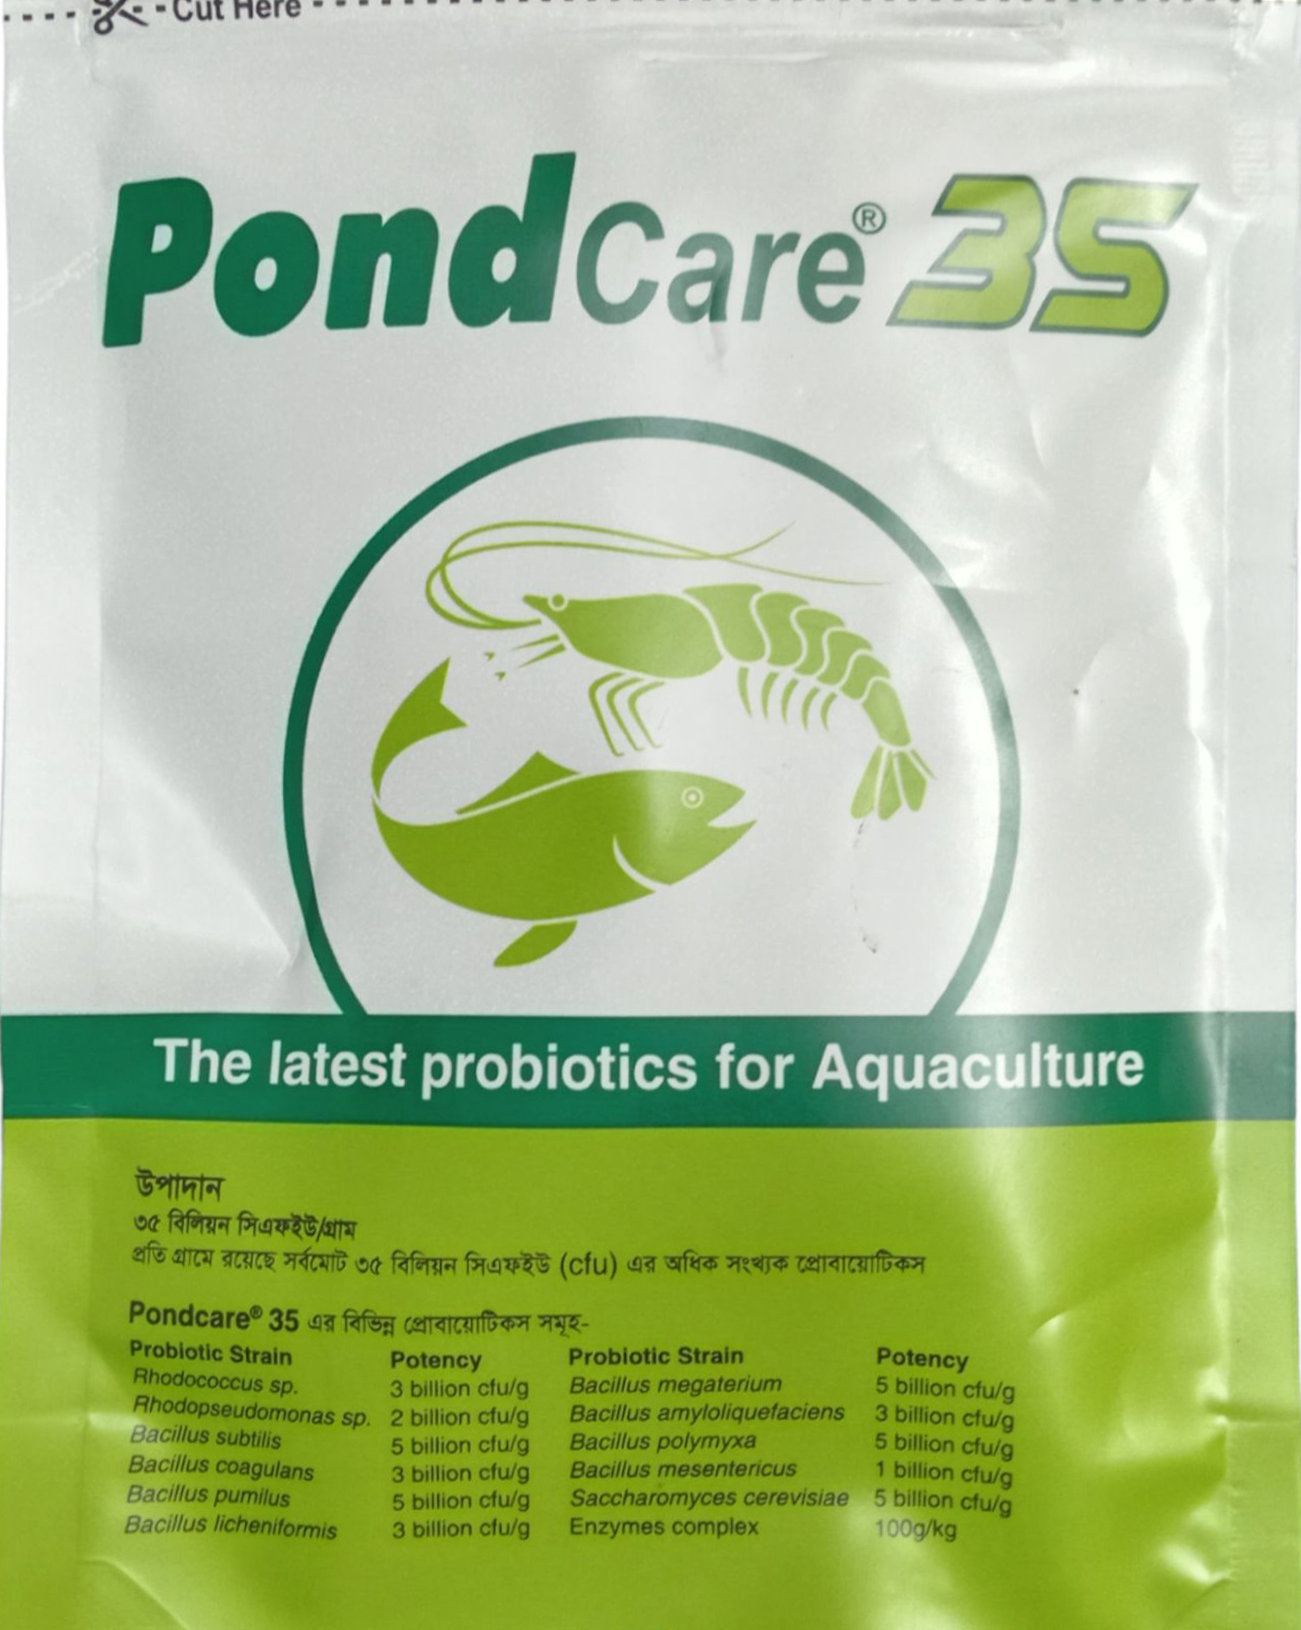 Cut Here
PondCare® 35
The latest probiotics for Aquaculture
উপাদান
৩৫ বিলিয়ন সিএফইউ/গ্রাম
প্রতি গ্রামে রয়েছে সর্বমোট ৩৫ বিলিয়ন সিএফইউ (cfu) এর অধিক সংখ্যক প্রোবায়োটিকস
Pondcare® 35 এর বিভিন্ন প্রোবায়োটিকস সমূহ-
Probiotic Strain Potency Probiotic Strain Potency
Rhodococcus sp. 3 billion cfu/g Bacillus megaterium 5 billion cfu/g
Rhodopseudomonas sp. 2 billion cfu/g Bacillus amyloliquefaciens 3 billion cfu/g
Bacillus subtilis 5 billion cfu/g Bacillus polymyxa 5 billion cfu/g
Bacillus coagulans 3 billion cfu/g Bacillus mesentericus 1 billion cfu/g
Bacillus pumilus 5 billion cfu/g Saccharomyces cerevisiae 5 billion cfu/g
Bacillus licheniformis 3 billion cfu/g Enzymes complex 100g/kg